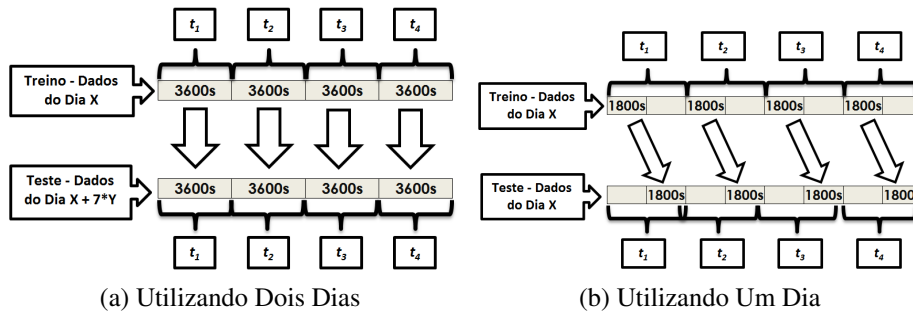 t1 t2 t3 t4
Treino - Dados
do Dia X
3600s 3600s 3600s 3600s
Teste - Dados
do Dia X + 7*Y
3600s 3600s 3600s 3600s
t1 t2 t3 t4
(a) Utilizando Dois Dias
t1 t2 t3 t4
Treino - Dados
do Dia X
1800s 1800s 1800s 1800s
Teste - Dados
do Dia X
1800s 1800s 1800s 1800
t1 t2 t3 t4
(b) Utilizando Um Dia